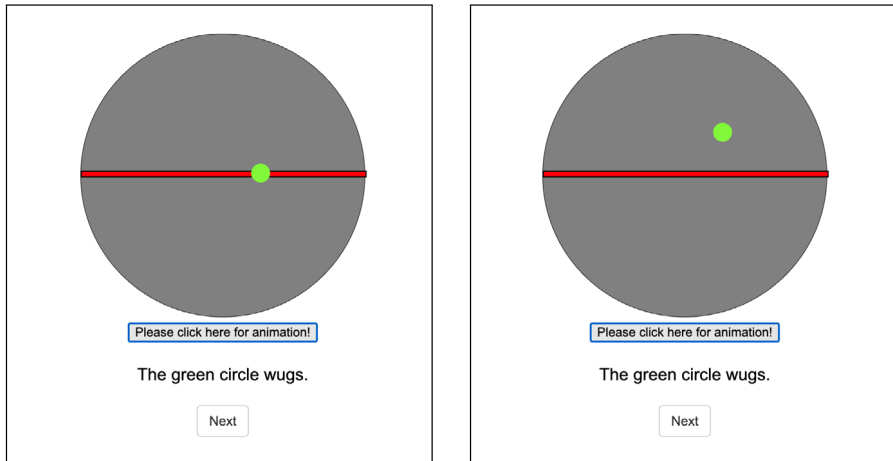 Please click here for animation!
The green circle wugs.
Next
Please click here for animation!
The green circle wugs.
Next